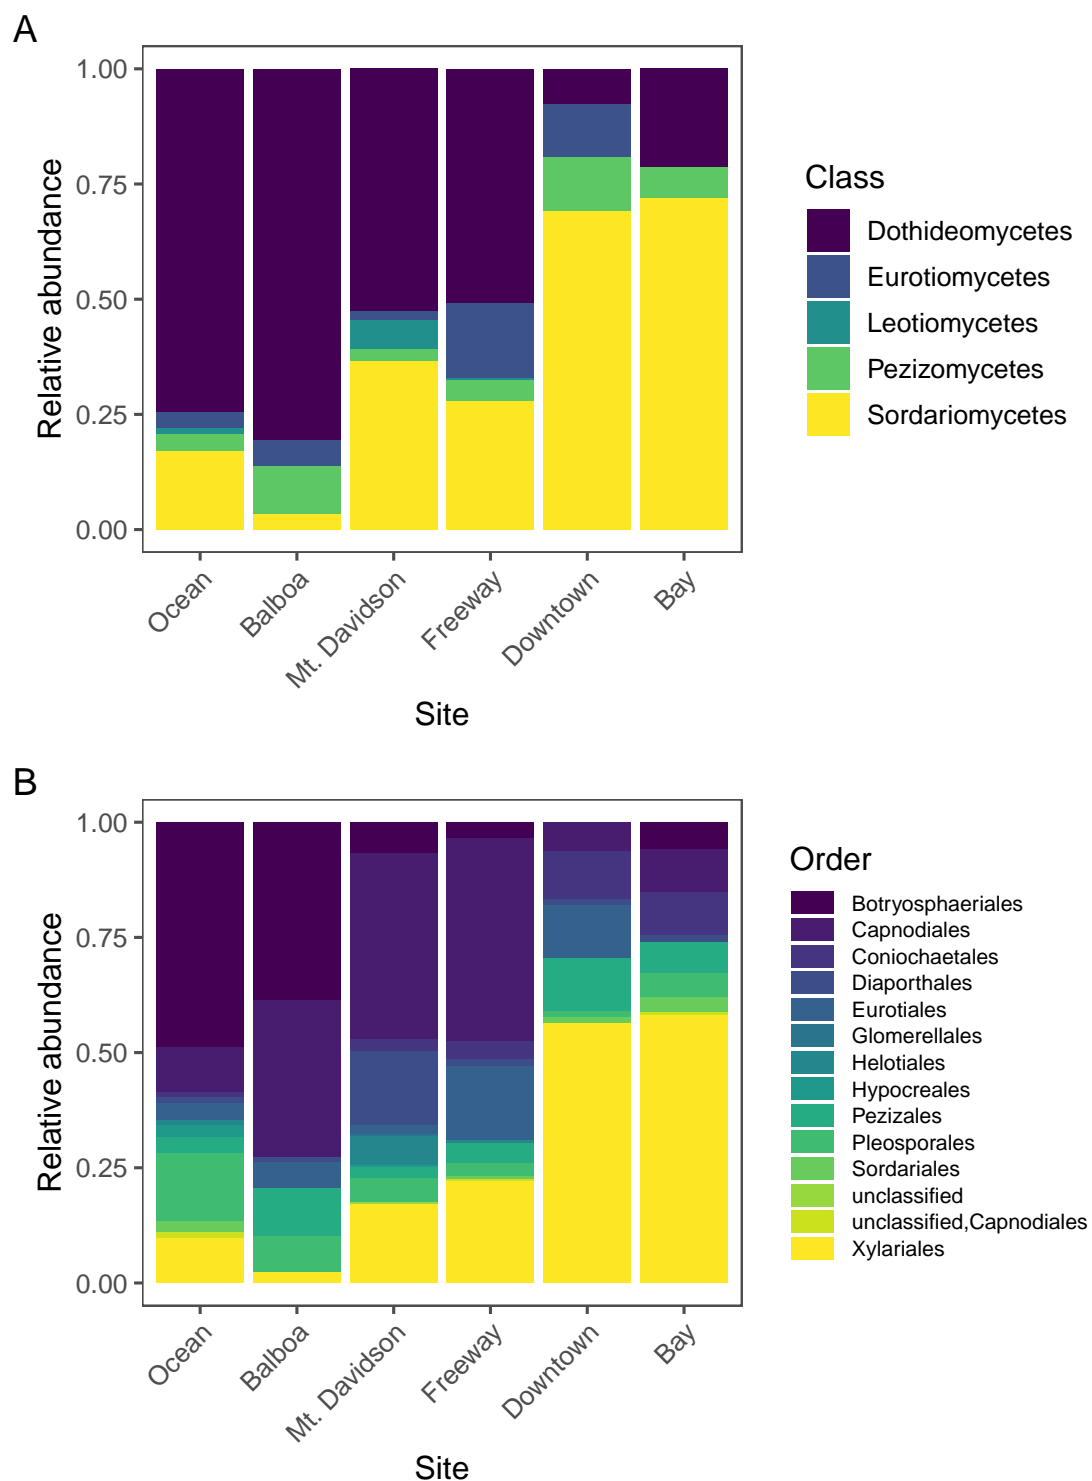 A
1.00
0.75
0.50
0.25
0.00
Relative abundance
Ocean
Balboa
Mt. Davidson
Freeway
Downtown
Bay
Site
Class
Dothideomycetes
Eurotiomycetes
Leotiomycetes
Pezizomycetes
Sordariomycetes
B
1.00
0.75
0.50
0.25
0.00
Relative abundance
Ocean
Balboa
Mt. Davidson
Freeway
Downtown
Bay
Site
Order
Botryosphaeriales
Capnodiales
Coniochaetales
Diaporthales
Eurotiales
Glomerellales
Helotiales
Hypocreales
Pezizales
Pleosporales
Sordariales
unclassified
unclassified,Capnodiales
Xylariales